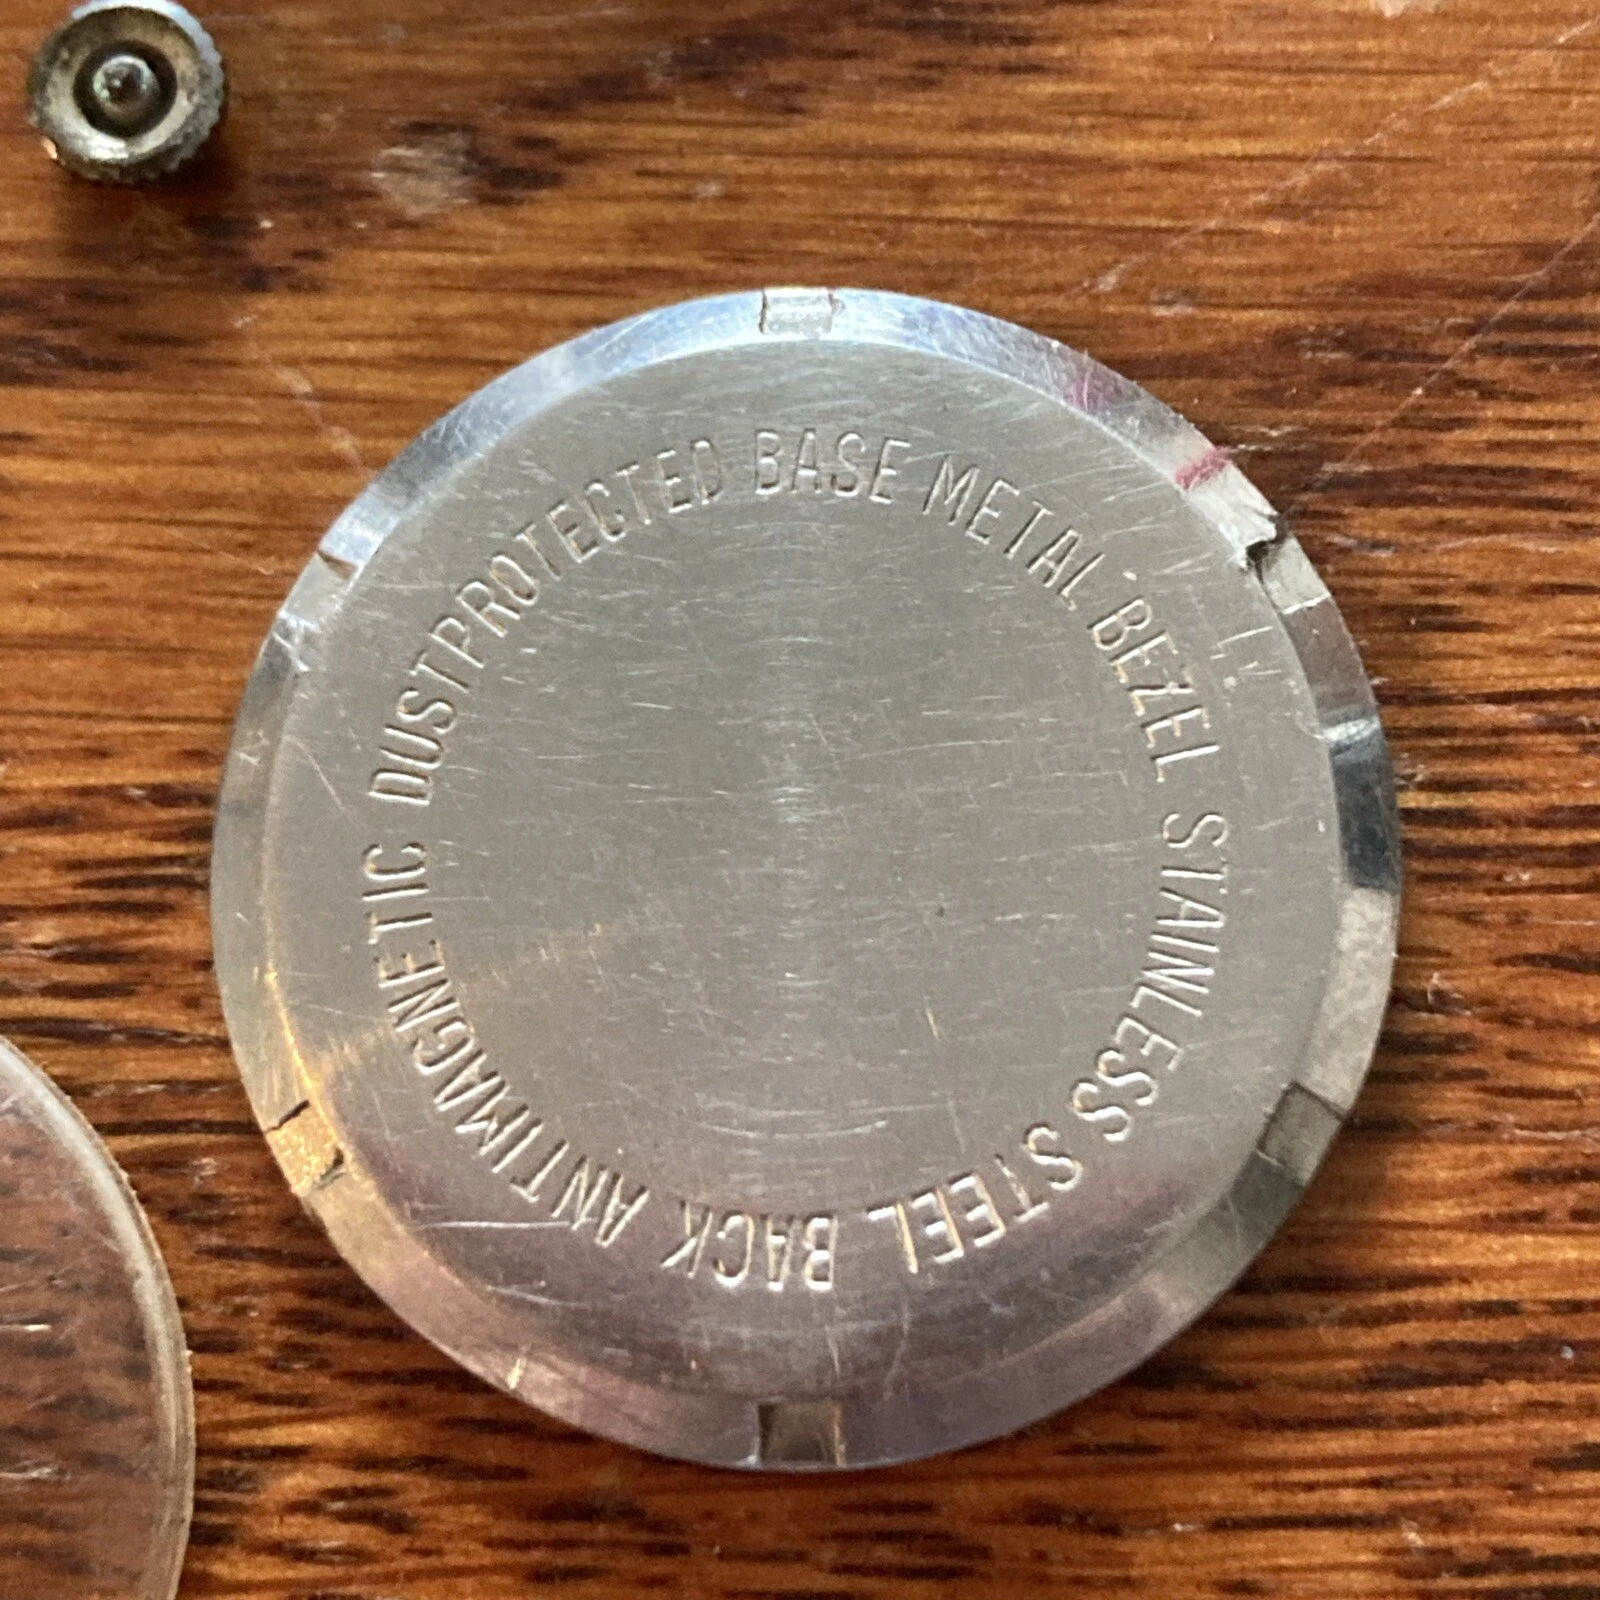 ANTIMAGNETIC DUSTPROTECTED BASE METAL BEZEL STAINLESS STEEL BACK